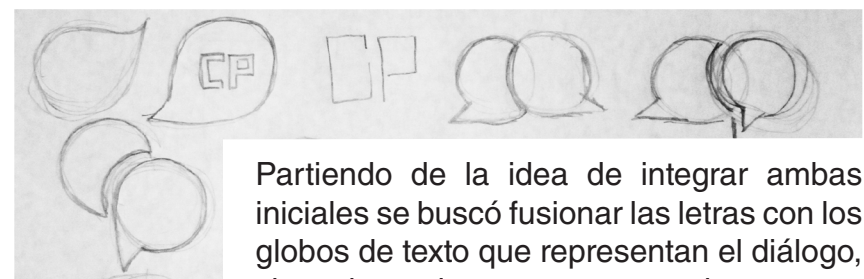 CP
CP
Partiendo de la idea de integrar ambas
iniciales se buscó fusionar las letras con los
globos de texto que representan el diálogo,